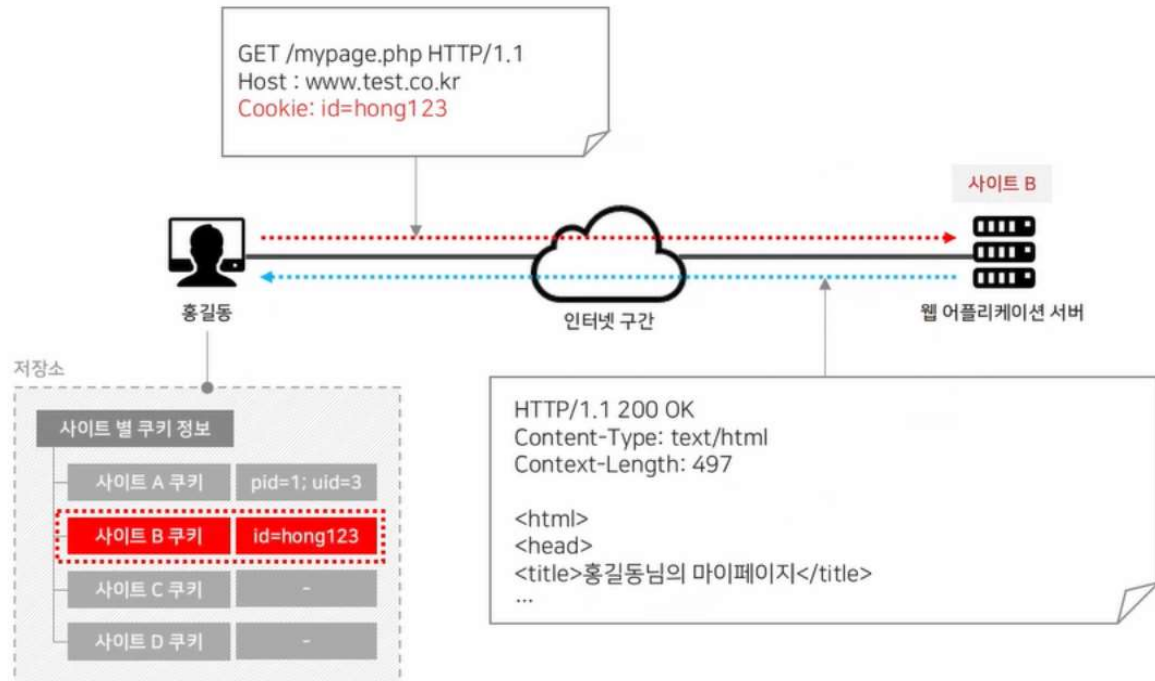 GET /mypage.php HTTP/1.1
Host : www.test.co.kr
Cookie: id=hong123
사이트 B
홍길동
인터넷 구간
웹 어플리케이션 서버
저장소
사이트 별 쿠키 정보
사이트 A 쿠키 pid=1; uid=3
사이트 B 쿠키 id=hong123
사이트 C 쿠키 -
사이트 D 쿠키 -
HTTP/1.1 200 OK
Content-Type: text/html
Context-Length: 497
<html>
<head>
<title>홍길동님의 마이페이지</title>
...